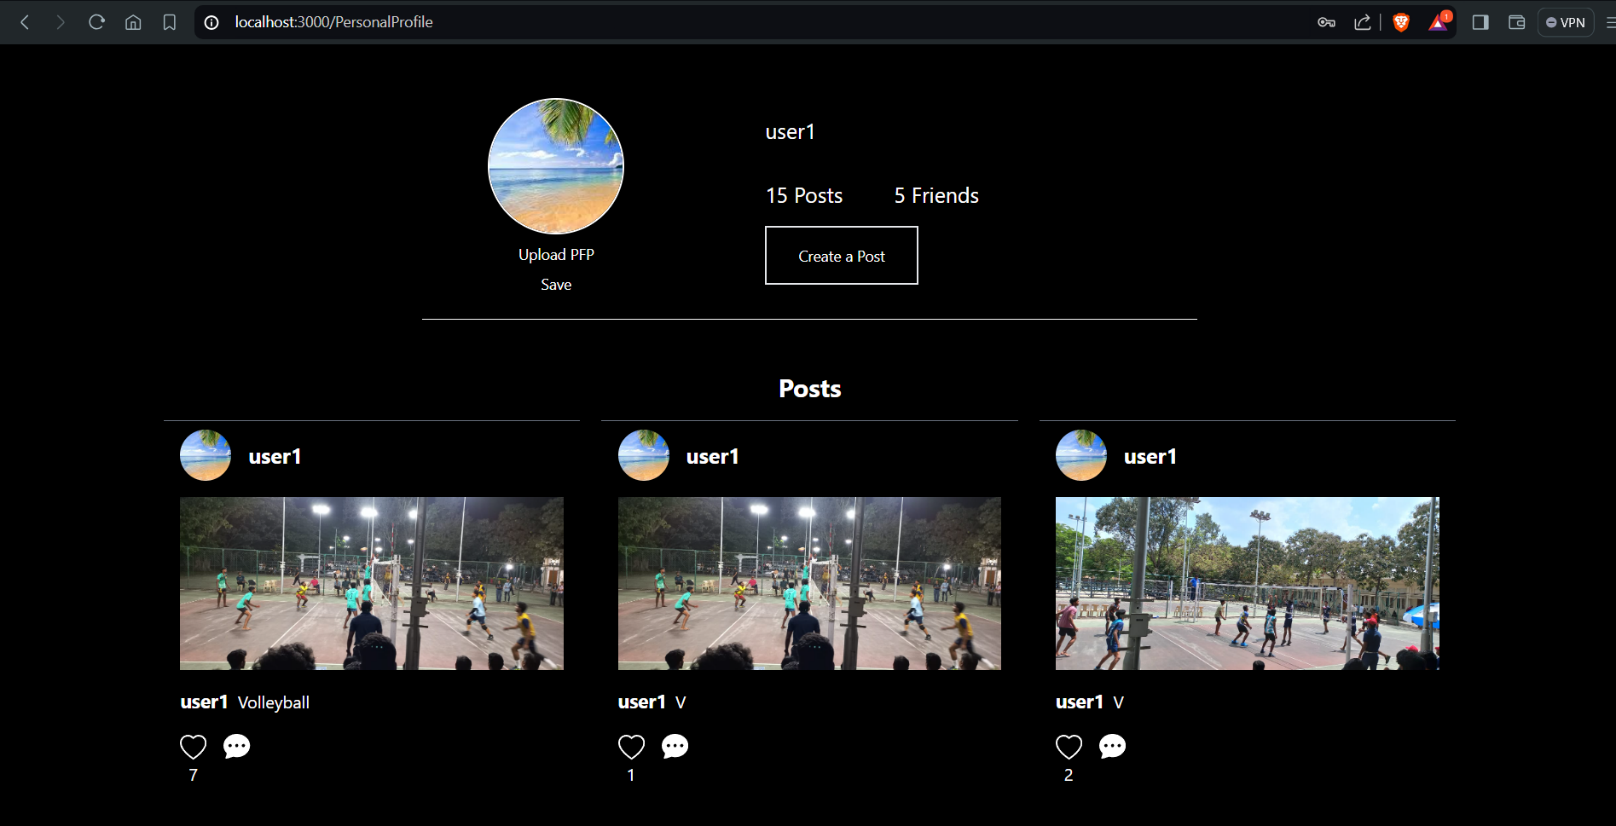 localhost:3000/PersonalProfile
1
VPN
user1
15 Posts 5 Friends
Upload PFP
Create a Post
Save
Posts
user1 user1 user1
user1 Volleyball user1 V user1 V
7 1 2